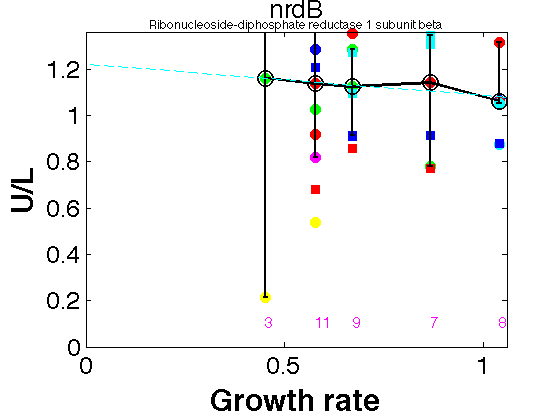 nrdB
Ribonucleoside-diphosphate reductase 1 subunit beta
U/L
1.2
1
0.8
0.6
0.4
0.2
0
3 11 9 7 8
0 0.5 1
Growth rate